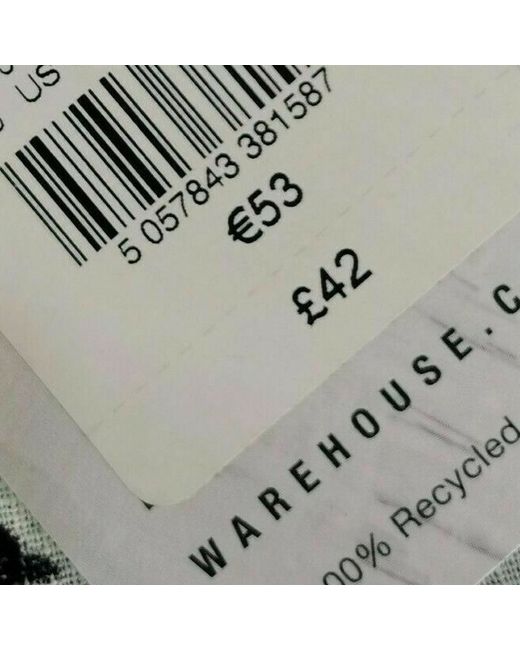 US
5 057843 381587
€53
£42
WAREHOUSE.C
00% Recycled